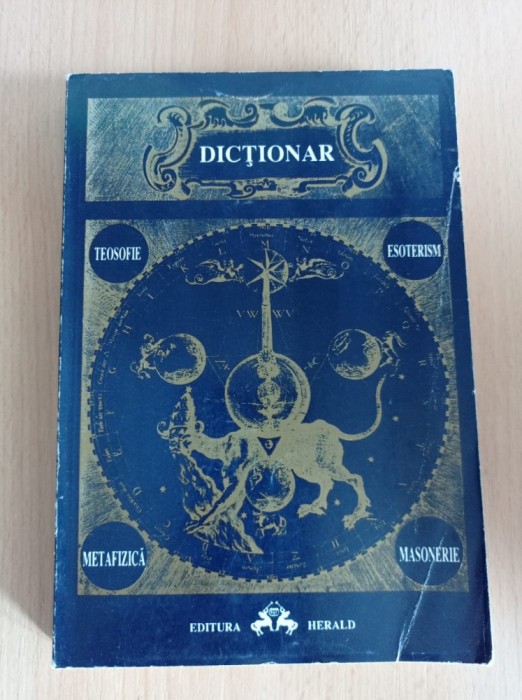 DICȚIONAR
TEOSOFIE
ESOTERISM
METAFIZICĂ
MASONERIE
EDITURA HERALD